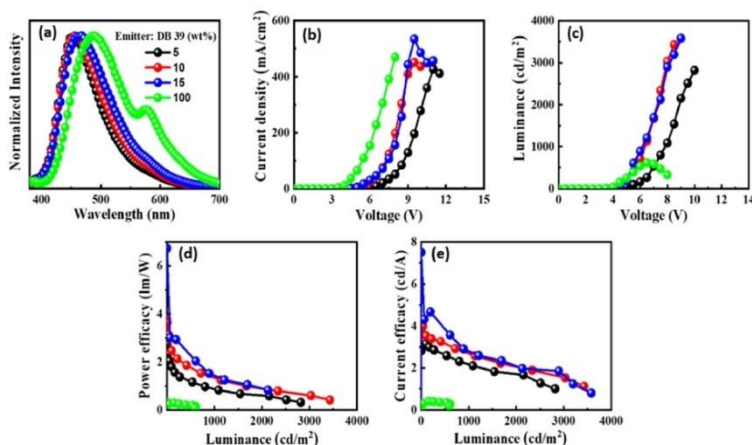 (a)
Emitter: DB 39 (wt%)
5
10
15
100
Normalized Intensity
400
500
600
700
Wavelength (nm)
(b)
Current density (mA/cm²)
600
400
200
0
0 3 6 9 12 15
Voltage (V)
(c)
Luminance (cd/m²)
4000
3000
2000
1000
0
0 2 4 6 8 10 12 14
Voltage (V)
(d)
Power efficacy (lm/W)
6
4
2
0
0 1000 2000 3000 4000
Luminance (cd/m²)
(e)
Current efficacy (cd/A)
8
6
4
2
0
0 1000 2000 3000 4000
Luminance (cd/m²)